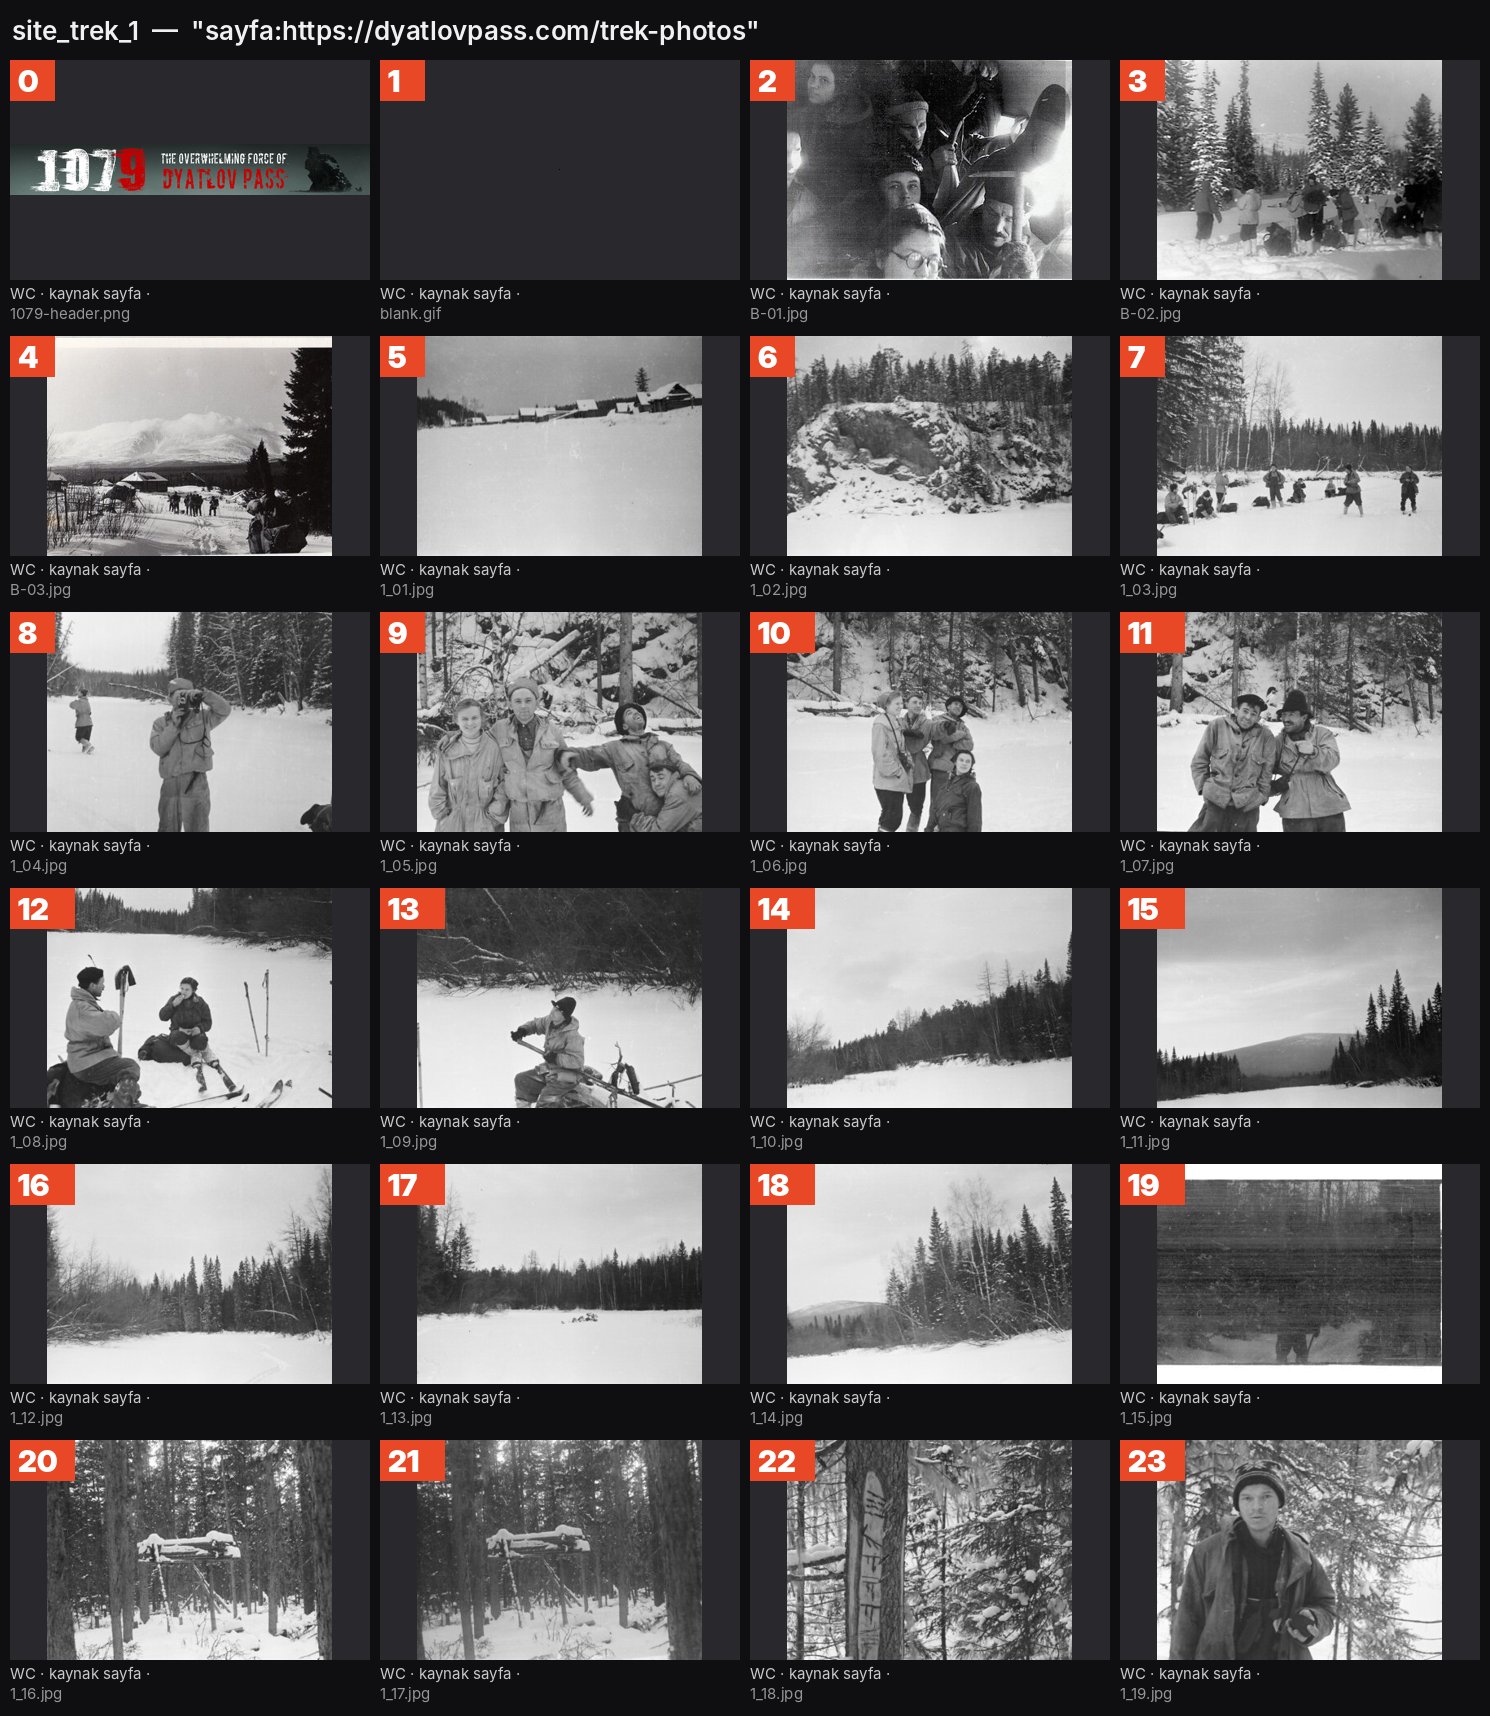 site_trek_1 — "sayfa:https://dyatlovpass.com/trek-photos"
0
1
2
3
1079 THE OVERWHELMING FORCE OF
DYATLOV PASS
WC · kaynak sayfa ·
1079-header.png
WC · kaynak sayfa ·
blank.gif
WC · kaynak sayfa ·
B-01.jpg
WC · kaynak sayfa ·
B-02.jpg
4
5
6
7
WC · kaynak sayfa ·
B-03.jpg
WC · kaynak sayfa ·
1_01.jpg
WC · kaynak sayfa ·
1_02.jpg
WC · kaynak sayfa ·
1_03.jpg
8
9
10
11
WC · kaynak sayfa ·
1_04.jpg
WC · kaynak sayfa ·
1_05.jpg
WC · kaynak sayfa ·
1_06.jpg
WC · kaynak sayfa ·
1_07.jpg
12
13
14
15
WC · kaynak sayfa ·
1_08.jpg
WC · kaynak sayfa ·
1_09.jpg
WC · kaynak sayfa ·
1_10.jpg
WC · kaynak sayfa ·
1_11.jpg
16
17
18
19
WC · kaynak sayfa ·
1_12.jpg
WC · kaynak sayfa ·
1_13.jpg
WC · kaynak sayfa ·
1_14.jpg
WC · kaynak sayfa ·
1_15.jpg
20
21
22
23
WC · kaynak sayfa ·
1_16.jpg
WC · kaynak sayfa ·
1_17.jpg
WC · kaynak sayfa ·
1_18.jpg
WC · kaynak sayfa ·
1_19.jpg